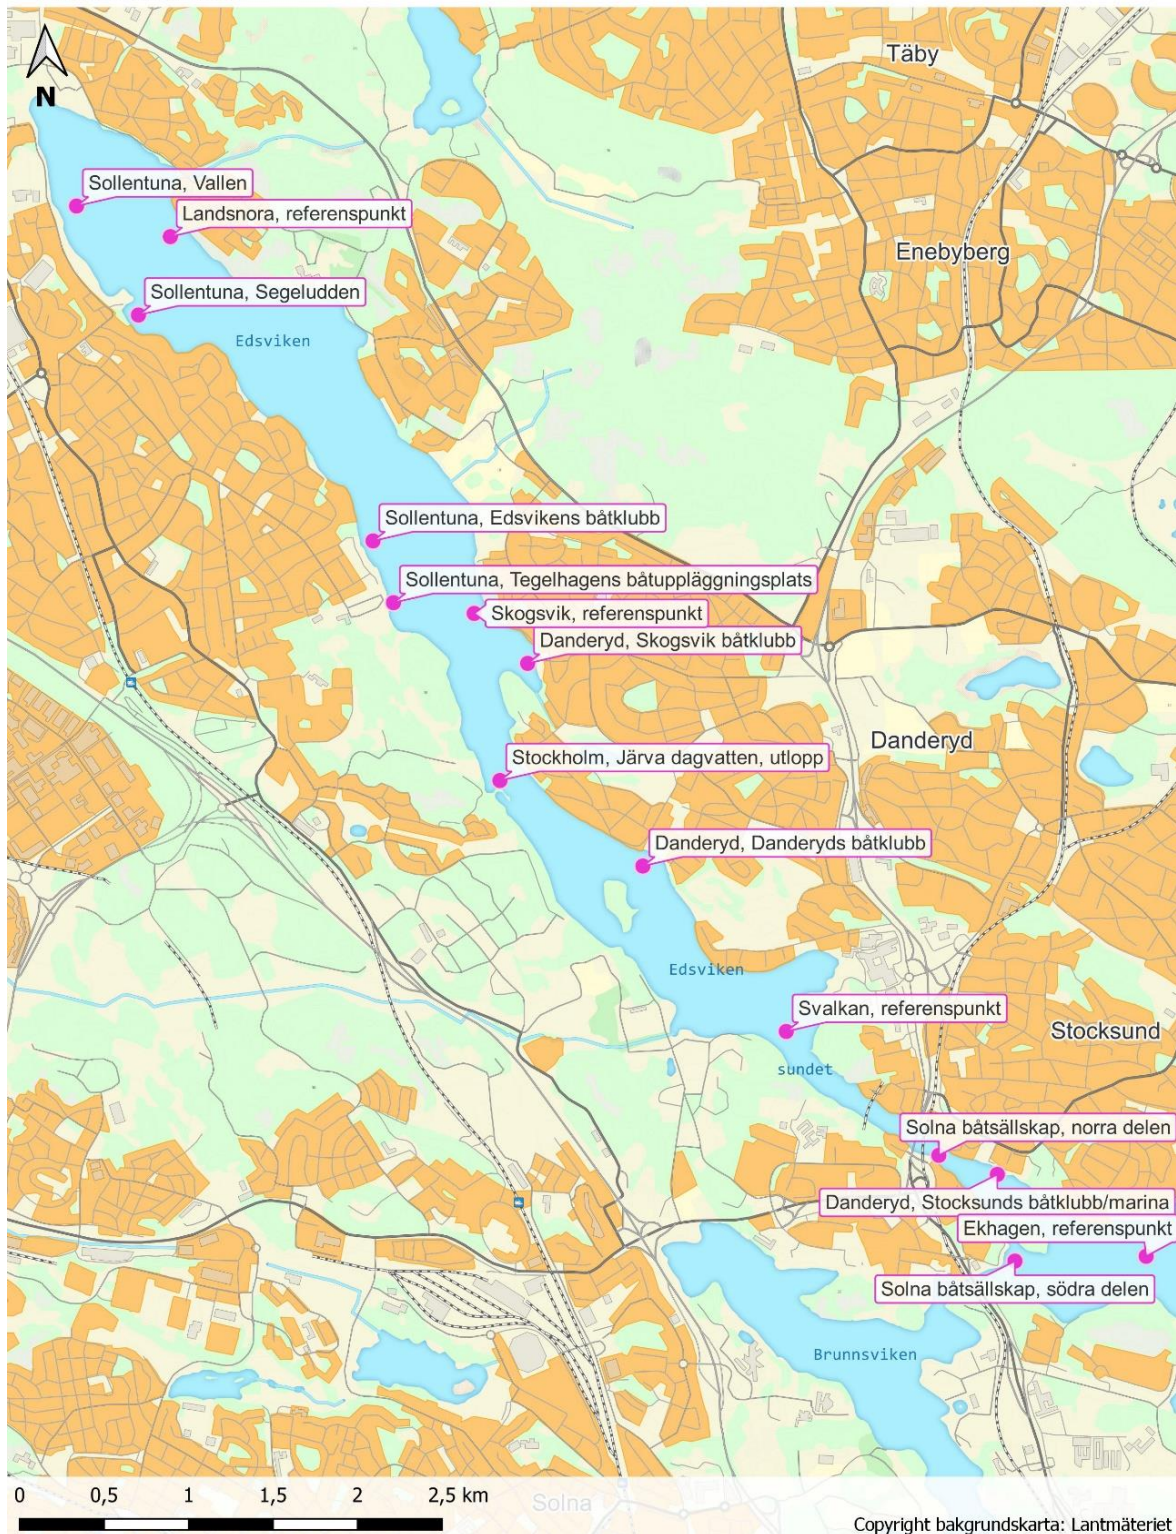 Täby
N
Sollentuna, Vallen
Landsnora, referenspunkt
Enebyberg
Sollentuna, Segeludden
Edsviken
Sollentuna, Edsvikens båtklubb
Sollentuna, Tegelhagens båtuppläggningsplats
Skogsvik, referenspunkt
Danderyd, Skogsvik båtklubb
Danderyd
Stockholm, Järva dagvatten, utlopp
Danderyd, Danderyds båtklubb
Edsviken
Svalkan, referenspunkt
Stocksund
sundet
Solna båtsällskap, norra delen
Danderyd, Stocksunds båtklubb/marina
Ekhagen, referenspunkt
Solna båtsällskap, södra delen
Brunnsviken
0 0,5 1 1,5 2 2,5 km
Solna
Copyright bakgrundskarta: Lantmäteriet